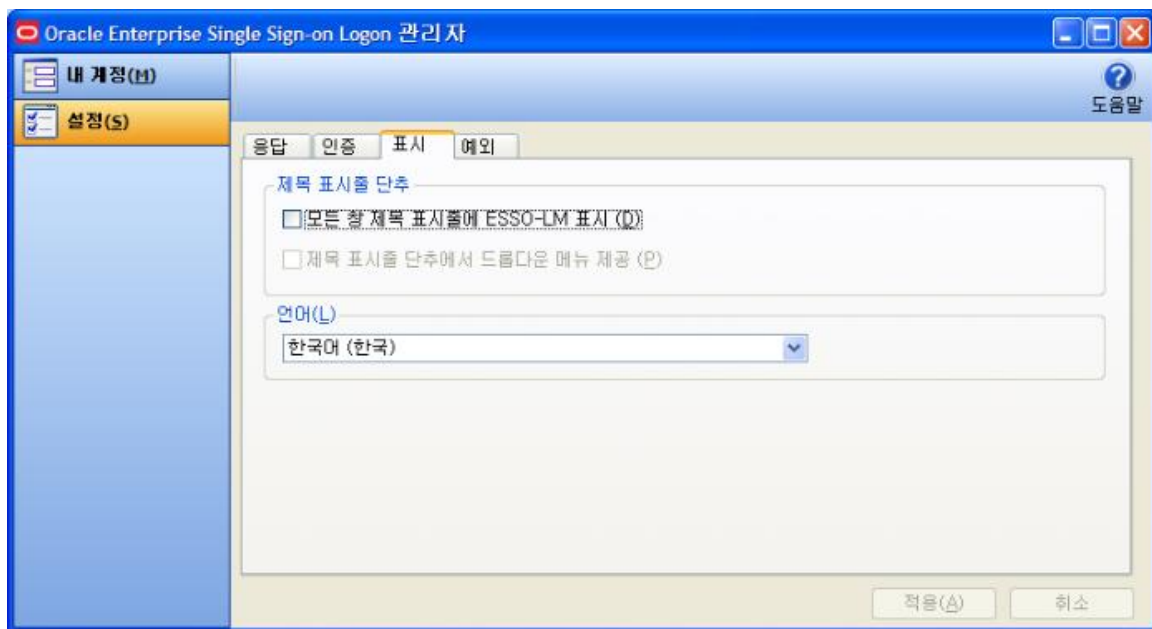 Oracle Enterprise Single Sign-on Logon 관리자
내 계정(M)
설정(S)
도움말
응답 인증 표시 예외
제목 표시줄 단추
모든 창 제목 표시줄에 ESSO-LM 표시 (D)
제목 표시줄 단추에서 드롭다운 메뉴 제공 (P)
언어(L)
한국어 (한국)
적용(A) 취소